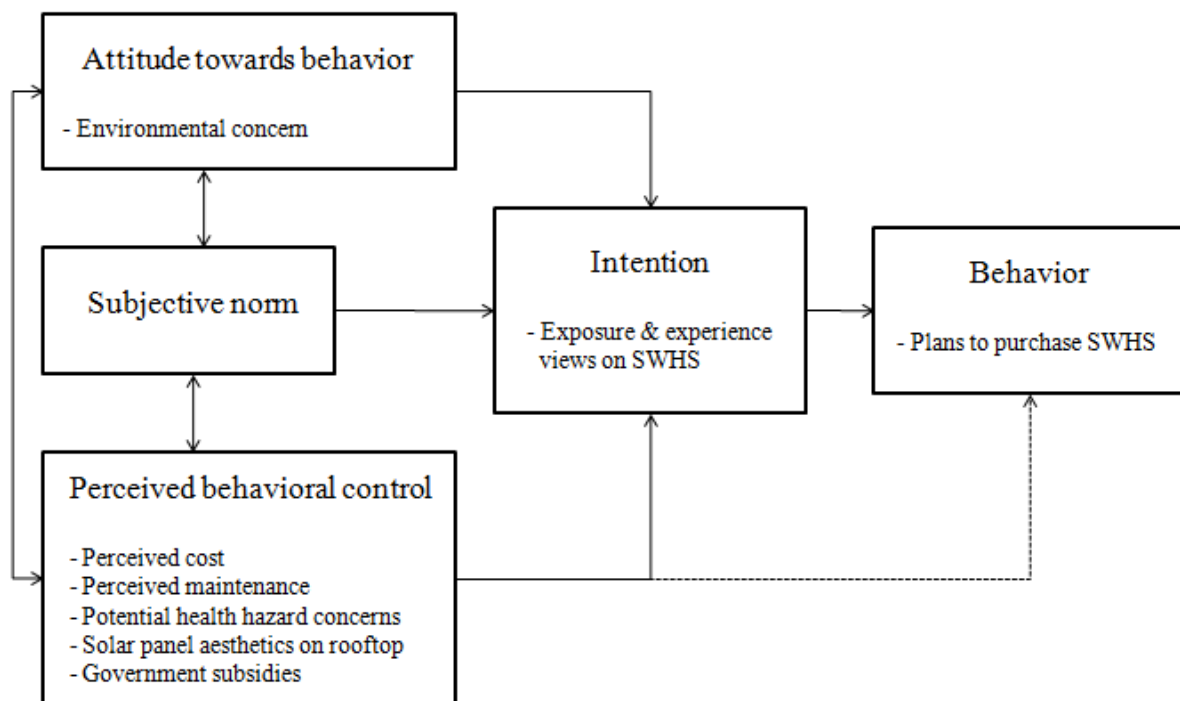 Attitude towards behavior
- Environmental concern
Subjective norm
Perceived behavioral control
- Perceived cost
- Perceived maintenance
- Potential health hazard concerns
- Solar panel aesthetics on rooftop
- Government subsidies
Intention
- Exposure & experience
views on SWHS
Behavior
- Plans to purchase SWHS